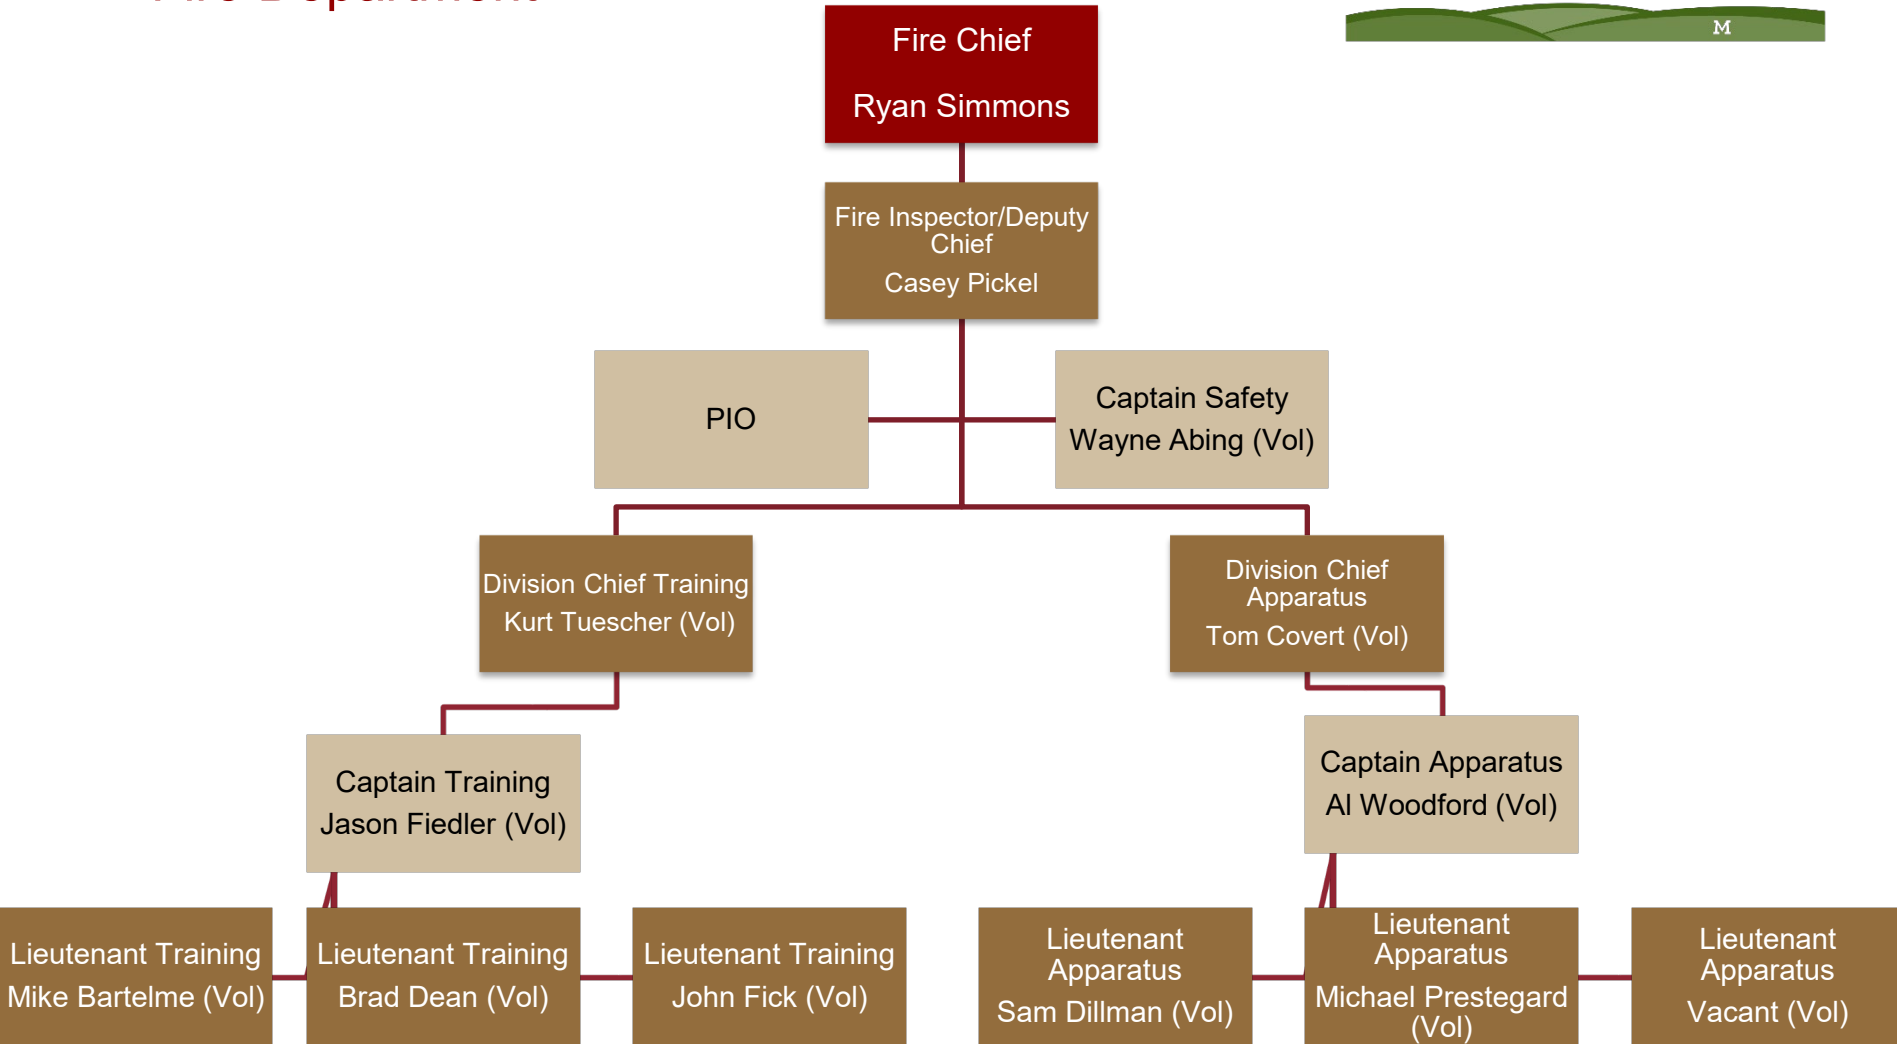 Fire Department
M
Fire Chief
Ryan Simmons
Fire Inspector/Deputy
Chief
Casey Pickel
PIO
Captain Safety
Wayne Abing (Vol)
Division Chief Training
Kurt Tuescher (Vol)
Division Chief
Apparatus
Tom Covert (Vol)
Captain Training
Jason Fiedler (Vol)
Captain Apparatus
Al Woodford (Vol)
Lieutenant Training
Mike Bartelme (Vol)
Lieutenant Training
Brad Dean (Vol)
Lieutenant Training
John Fick (Vol)
Lieutenant
Apparatus
Sam Dillman (Vol)
Lieutenant
Apparatus
Michael Prestegard
(Vol)
Lieutenant
Apparatus
Vacant (Vol)